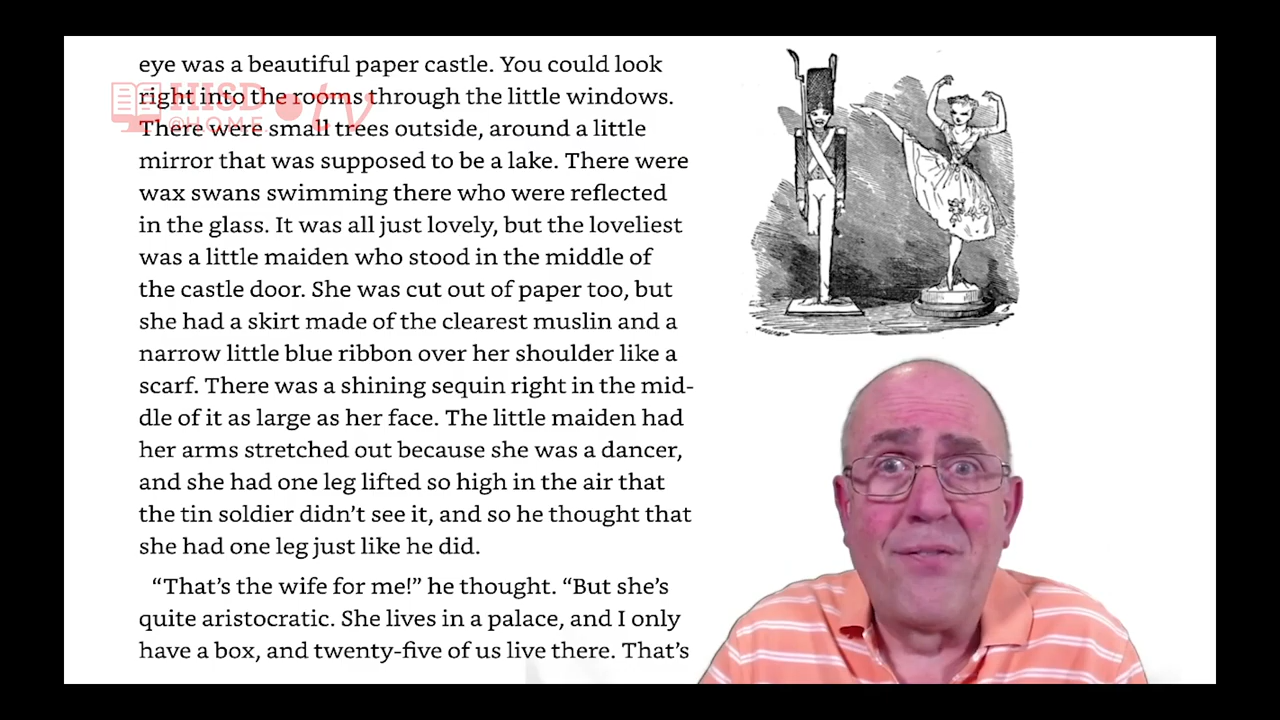 eye was a beautiful paper castle. You could look
right into the rooms through the little windows.
There were small trees outside, around a little
mirror that was supposed to be a lake. There were
wax swans swimming there who were reflected
in the glass. It was all just lovely, but the loveliest
was a little maiden who stood in the middle of
the castle door. She was cut out of paper too, but
she had a skirt made of the clearest muslin and a
narrow little blue ribbon over her shoulder like a
scarf. There was a shining sequin right in the mid-
dle of it as large as her face. The little maiden had
her arms stretched out because she was a dancer,
and she had one leg lifted so high in the air that
the tin soldier didn’t see it, and so he thought that
she had one leg just like he did.
“That’s the wife for me!” he thought. “But she’s
quite aristocratic. She lives in a palace, and I only
have a box, and twenty-five of us live there. That’s
HISD
@HOME
.tv